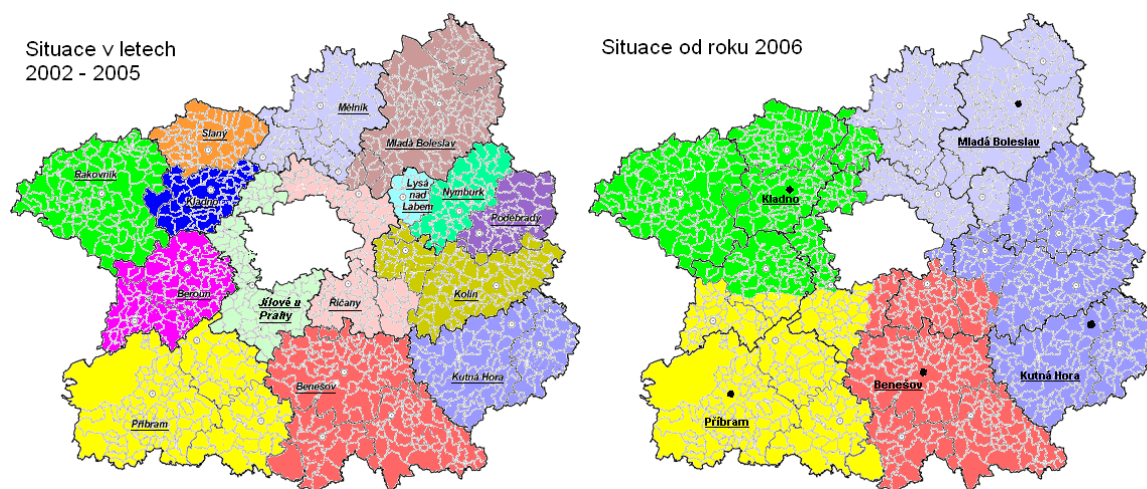 Situace v letech
2002 - 2005
Mělník
Slaný
Mladá Boleslav
Rakovník
Kladno
Lysá
nad
Labem
Nymburk
Poděbrady
Beroun
Jílové u
Prahy
Říčany
Kolín
Benešov
Kutná Hora
Příbram
Situace od roku 2006
Mladá Boleslav
Kladno
Kutná Hora
Benešov
Příbram